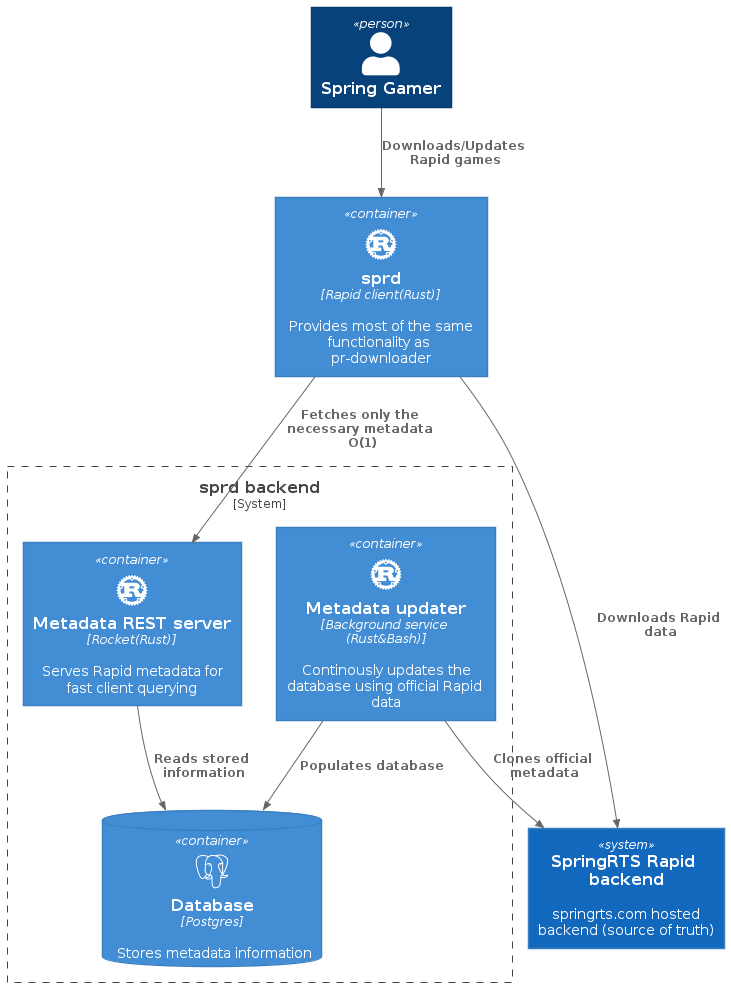 «person»
Spring Gamer
Downloads/Updates
Rapid games
«container»
sprd
[Rapid client(Rust)]
Provides most of the same
functionality as
pr-downloader
Fetches only the
necessary metadata
O(1)
sprd backend
[System]
«container»
Metadata REST server
[Rocket(Rust)]
Serves Rapid metadata for
fast client querying
«container»
Metadata updater
[Background service
(Rust&Bash)]
Continously updates the
database using official Rapid
data
Downloads Rapid
data
Reads stored
information
Populates database
Clones official
metadata
«container»
Database
[Postgres]
Stores metadata information
«system»
SpringRTS Rapid
backend
springrts.com hosted
backend (source of truth)